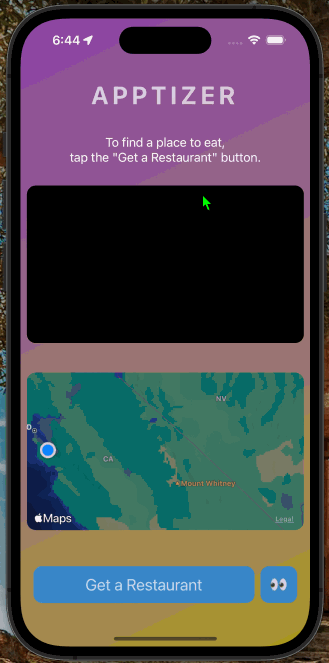 6:44
APPTIZER
To find a place to eat,
tap the "Get a Restaurant" button.
NV
CA
Mount Whitney
Maps
Legal
Get a Restaurant